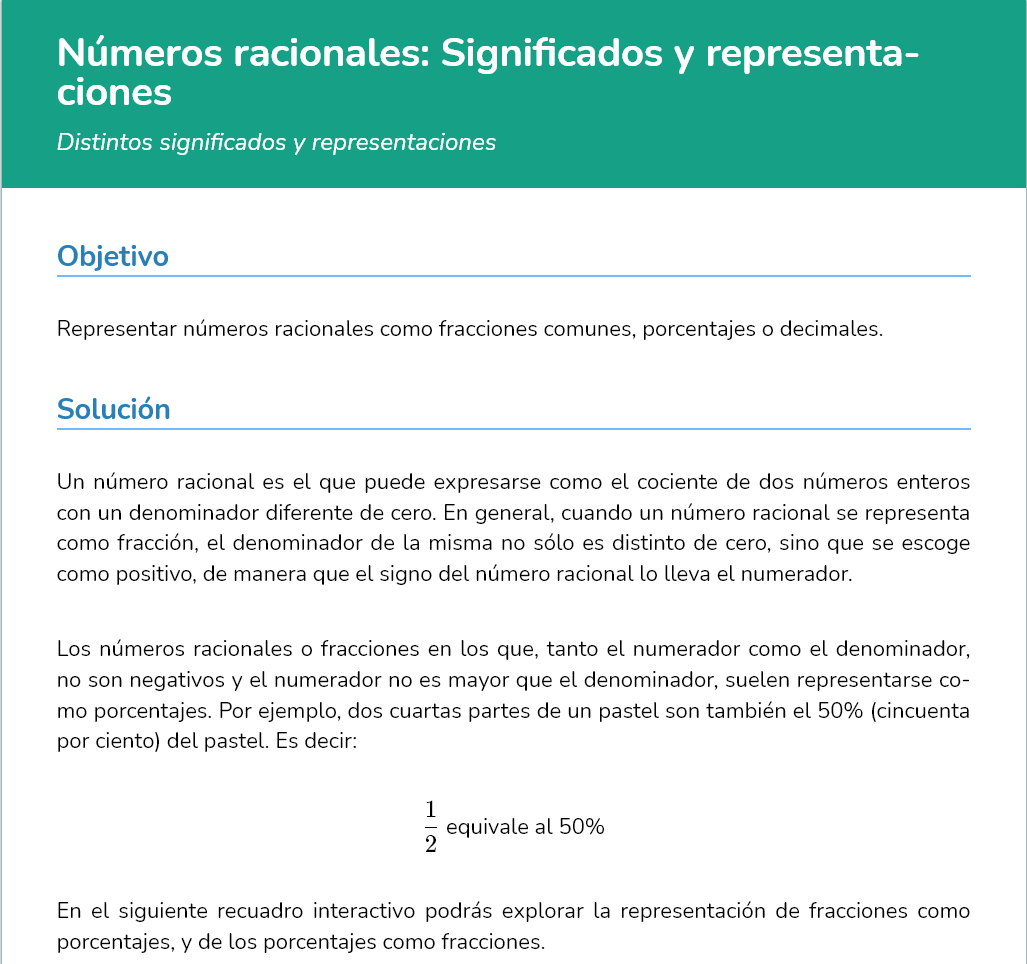 Números racionales: Significados y representa-
ciones
Distintos significados y representaciones
Objetivo
Representar números racionales como fracciones comunes, porcentajes o decimales.
Solución
Un número racional es el que puede expresarse como el cociente de dos números enteros
con un denominador diferente de cero. En general, cuando un número racional se representa
como fracción, el denominador de la misma no sólo es distinto de cero, sino que se escoge
como positivo, de manera que el signo del número racional lo lleva el numerador.
Los números racionales o fracciones en los que, tanto el numerador como el denominador,
no son negativos y el numerador no es mayor que el denominador, suelen representarse co-
mo porcentajes. Por ejemplo, dos cuartas partes de un pastel son también el 50% (cincuenta
por ciento) del pastel. Es decir:
1/2 equivale al 50%
En el siguiente recuadro interactivo podrás explorar la representación de fracciones como
porcentajes, y de los porcentajes como fracciones.